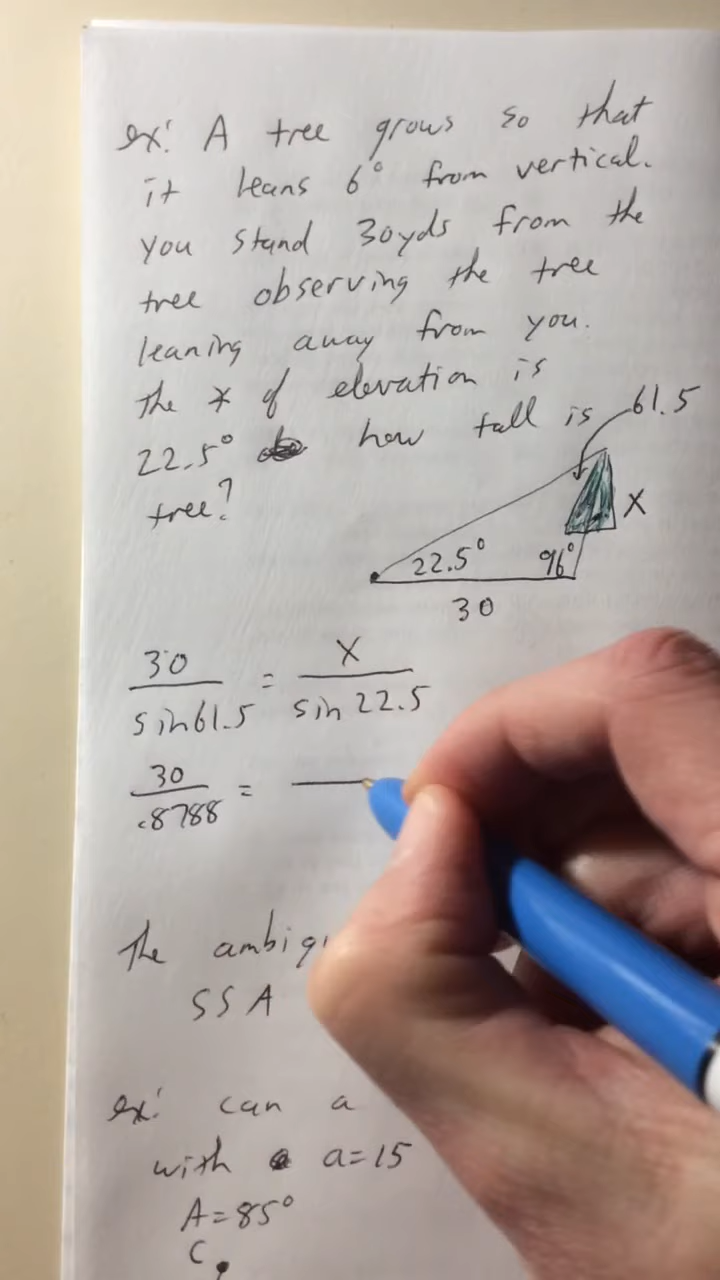 ex: A tree grows so that
it leans 6° from vertical.
you stand 30yds from the
tree observing the tree
leaning away from you.
the ∡ of elevation is
22.5° how tall is
tree?
61.5
X
22.5° 96°
30
30 / sin61.5 = X / sin 22.5
30 / .8788 =
The
SSA
ex: can a
with a=15
A=85°